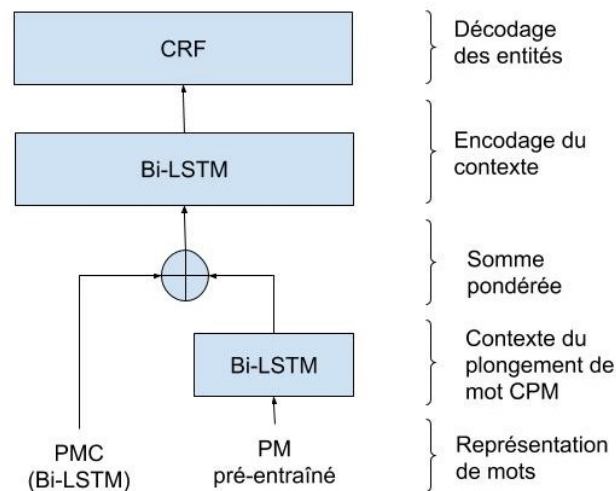 CRF
Décodage
des entités
Bi-LSTM
Encodage du
contexte
Somme
pondérée
Bi-LSTM
Contexte du
plongement de
mot CPM
PMC
(Bi-LSTM)
PM
pré-entraîné
Représentation
de mots